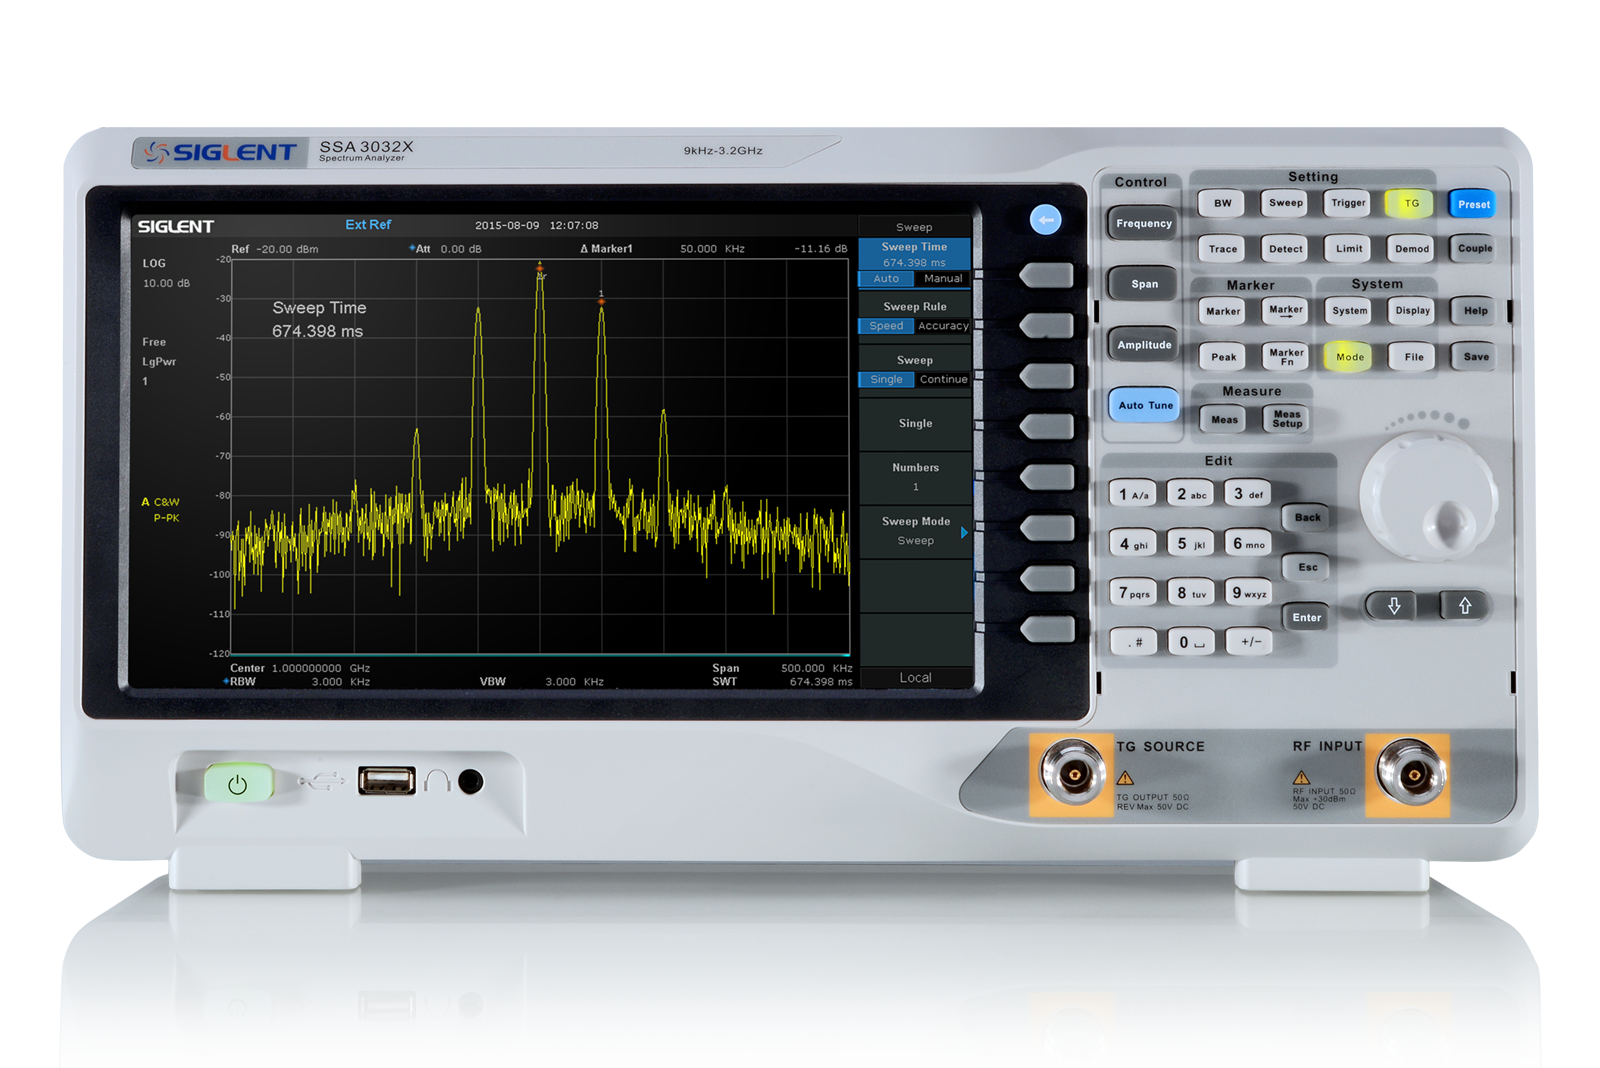 SIGLENT SSA 3032X
Spectrum Analyzer
9kHz-3.2GHz
SIGLENT Ext Ref 2015-08-09 12:07:08
Ref -20.00 dBm Att 0.00 dB Δ Marker1 50.000 KHz -11.16 dB
LOG
10.00 dB
Free
LgPwr
1
A C&W
P-PK
-20
-30
-40
-50
-60
-70
-80
-90
-100
-110
-120
Sweep Time
674.398 ms
1
Center 1.000000000 GHz Span 500.000 KHz
RBW 3.000 KHz VBW 3.000 KHz SWT 674.398 ms
Sweep
Sweep Time
674.398 ms
Auto Manual
Sweep Rule
Speed Accuracy
Sweep
Single Continue
Single
Numbers
1
Sweep Mode
Sweep
Local
Control
Frequency
Span
Amplitude
Auto Tune
Setting
BW Sweep Trigger TG Preset
Trace Detect Limit Demod Couple
Marker System
Marker Marker→ System Display Help
Peak Marker Fn Mode File Save
Measure
Meas Meas Setup
Edit
1 A/a 2 abc 3 def
Back
4 ghi 5 jkl 6 mno
Esc
7 pqrs 8 tuv 9 wxyz
Enter
. # 0 ⌴ +/-
TG SOURCE
TG OUTPUT 50Ω
REV Max 50V DC
RF INPUT
RF INPUT 50Ω
Max +30dBm
50V DC